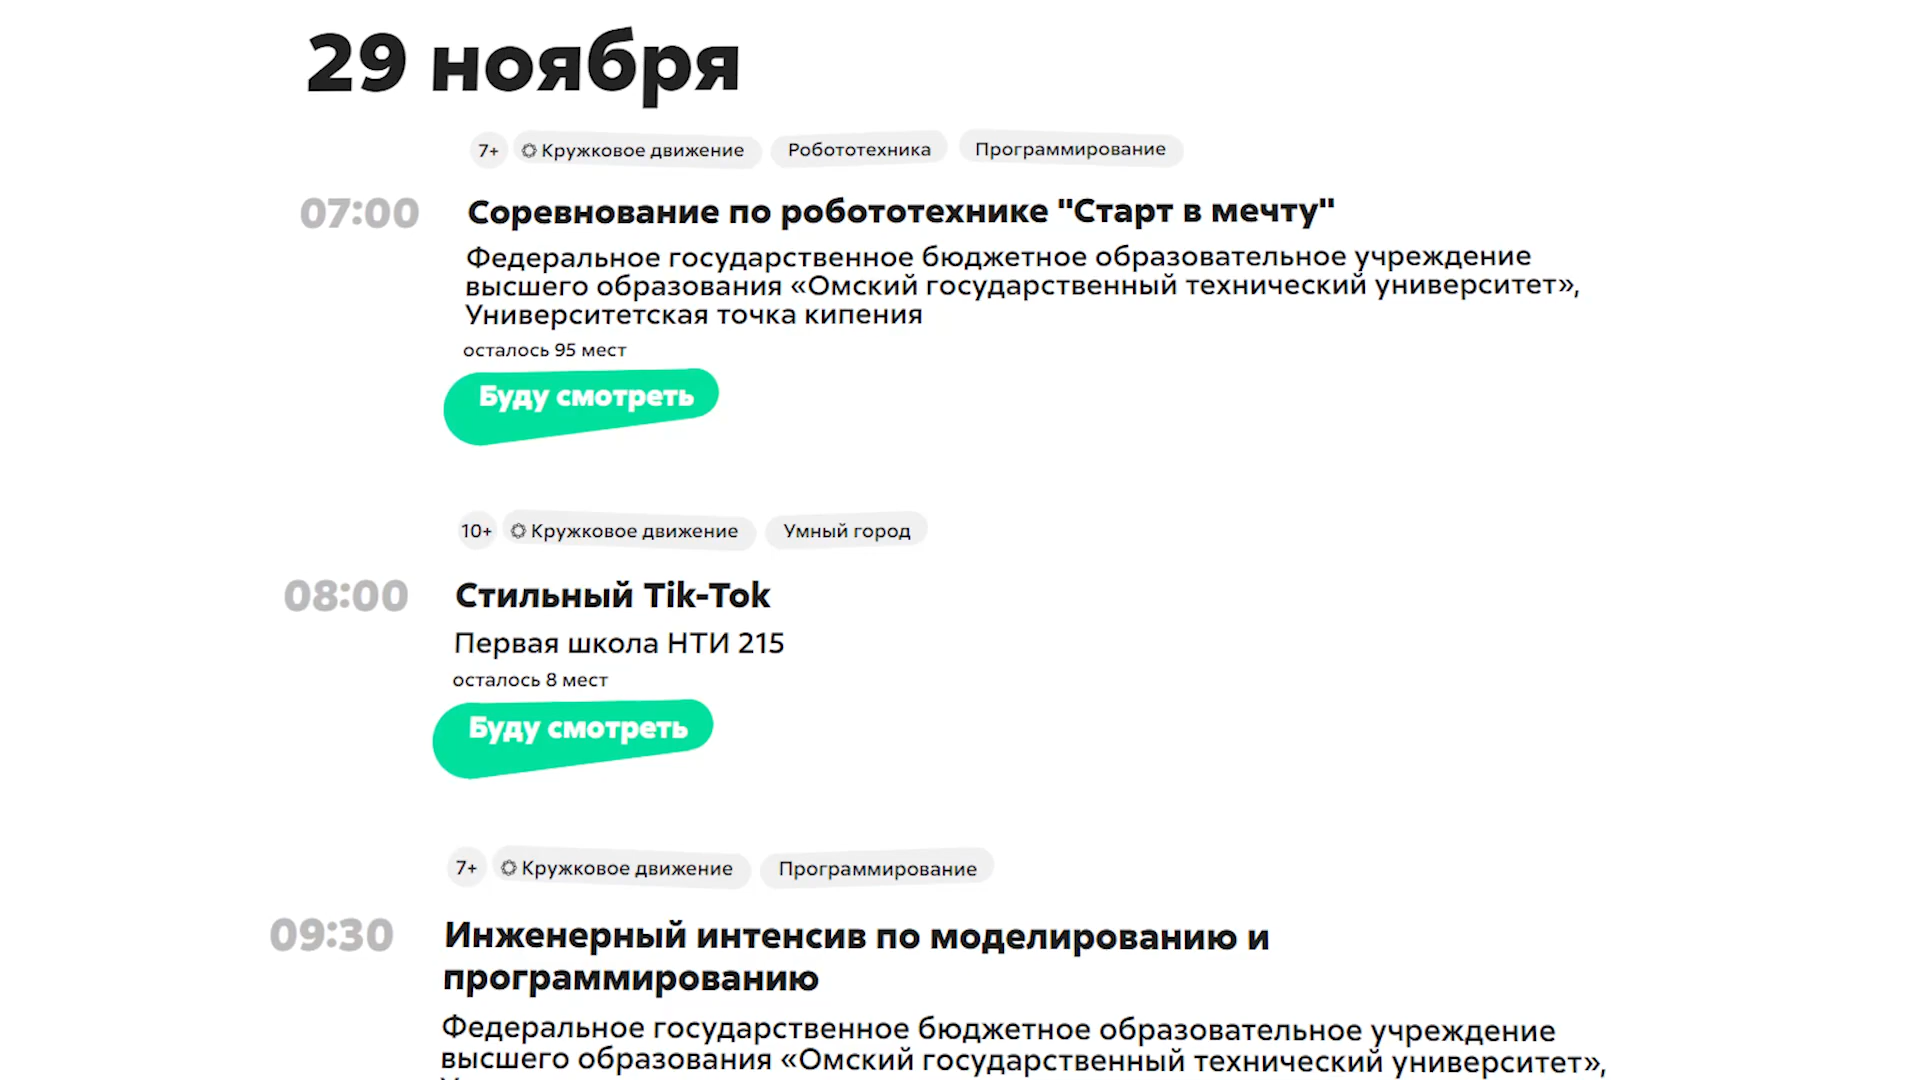 29 ноября
7+ Кружковое движение Робототехника Программирование
07:00 Соревнование по робототехнике "Старт в мечту"
Федеральное государственное бюджетное образовательное учреждение
высшего образования «Омский государственный технический университет»,
Университетская точка кипения
осталось 95 мест
Буду смотреть
10+ Кружковое движение Умный город
08:00 Стильный Tik-Tok
Первая школа НТИ 215
осталось 8 мест
Буду смотреть
7+ Кружковое движение Программирование
09:30 Инженерный интенсив по моделированию и
программированию
Федеральное государственное бюджетное образовательное учреждение
высшего образования «Омский государственный технический университет»,